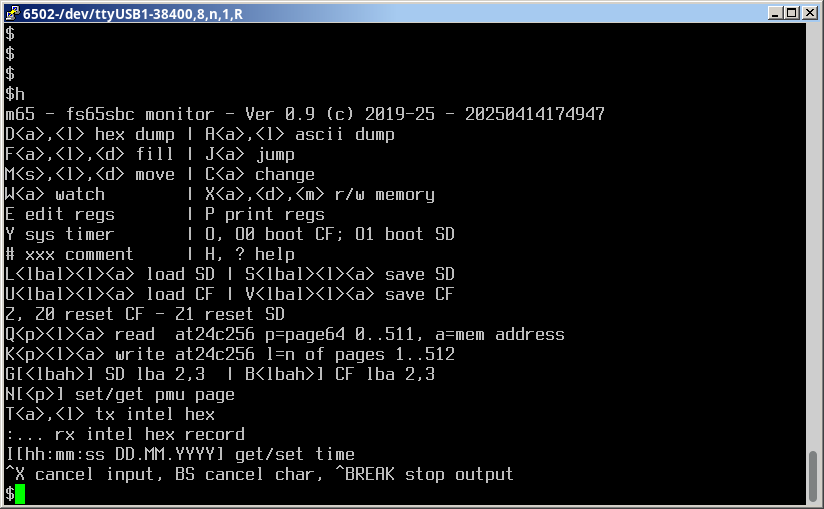 6502-/dev/ttyUSB1-38400,8,n,1,R
$
$
$
$h
m65 - fs65sbc monitor - Ver 0.9 (c) 2019-25 - 20250414174947
D<a>,<l> hex dump | A<a>,<l> ascii dump
F<a>,<l>,<d> fill | J<a> jump
M<s>,<l>,<d> move | C<a> change
W<a> watch        | X<a>,<d>,<m> r/w memory
E edit regs       | P print regs
Y sys timer       | O, O0 boot CF; O1 boot SD
# xxx comment     | H, ? help
L<lbal><l><a> load SD | S<lbal><l><a> save SD
U<lbal><l><a> load CF | V<lbal><l><a> save CF
Z, Z0 reset CF - Z1 reset SD
Q<p><l><a> read  at24c256 p=page64 0..511, a=mem address
K<p><l><a> write at24c256 l=n of pages 1..512
G[<lbah>] SD lba 2,3  | B<lbah>] CF lba 2,3
N[<p>] set/get pmu page
T<a>,<l> tx intel hex
:... rx intel hex record
I[hh:mm:ss DD.MM.YYYY] get/set time
^X cancel input, BS cancel char, ^BREAK stop output
$